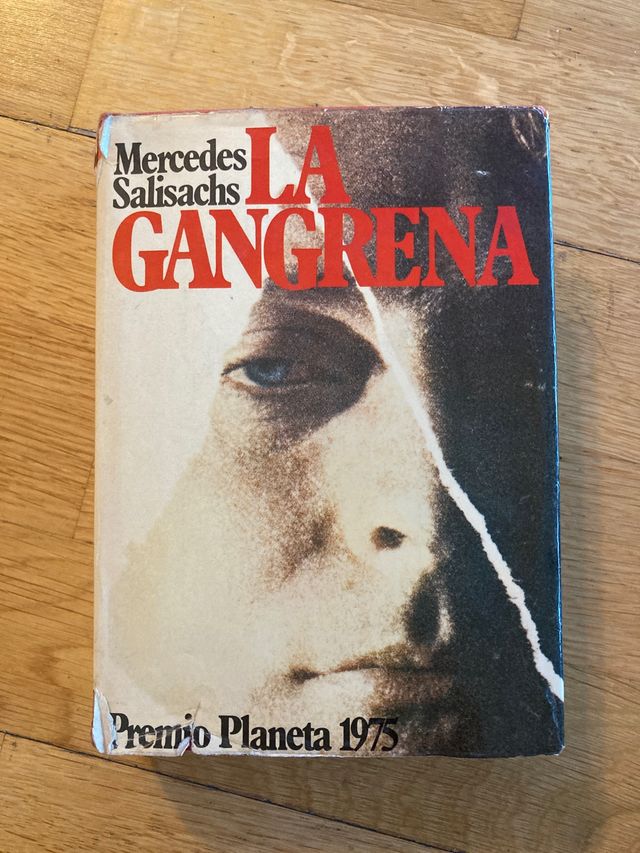 Mercedes
Salisachs
LA
GANGRENA
Premio Planeta 1975